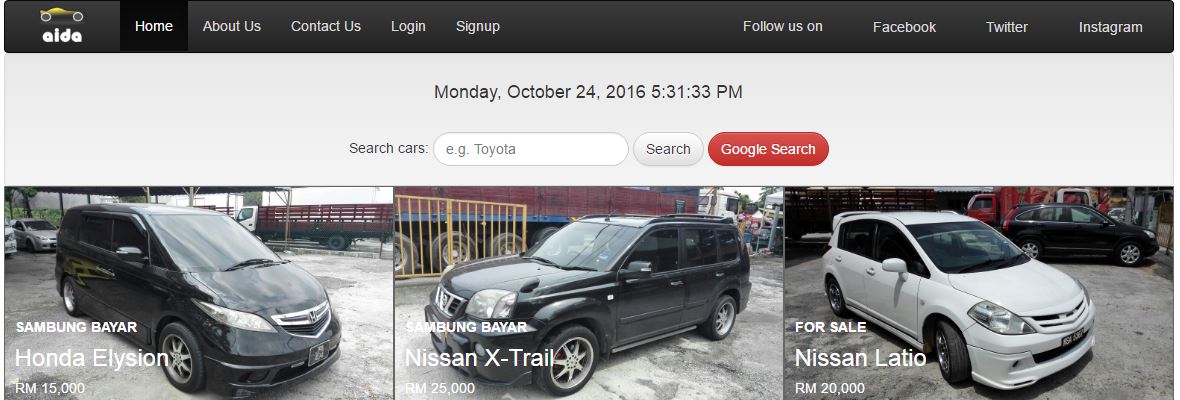 aida
Home About Us Contact Us Login Signup Follow us on Facebook Twitter Instagram
Monday, October 24, 2016 5:31:33 PM
Search cars: e.g. Toyota Search Google Search
SAMBUNG BAYAR
Honda Elysion
RM 15,000
SAMBUNG BAYAR
Nissan X-Trail
RM 25,000
FOR SALE
Nissan Latio
RM 20,000